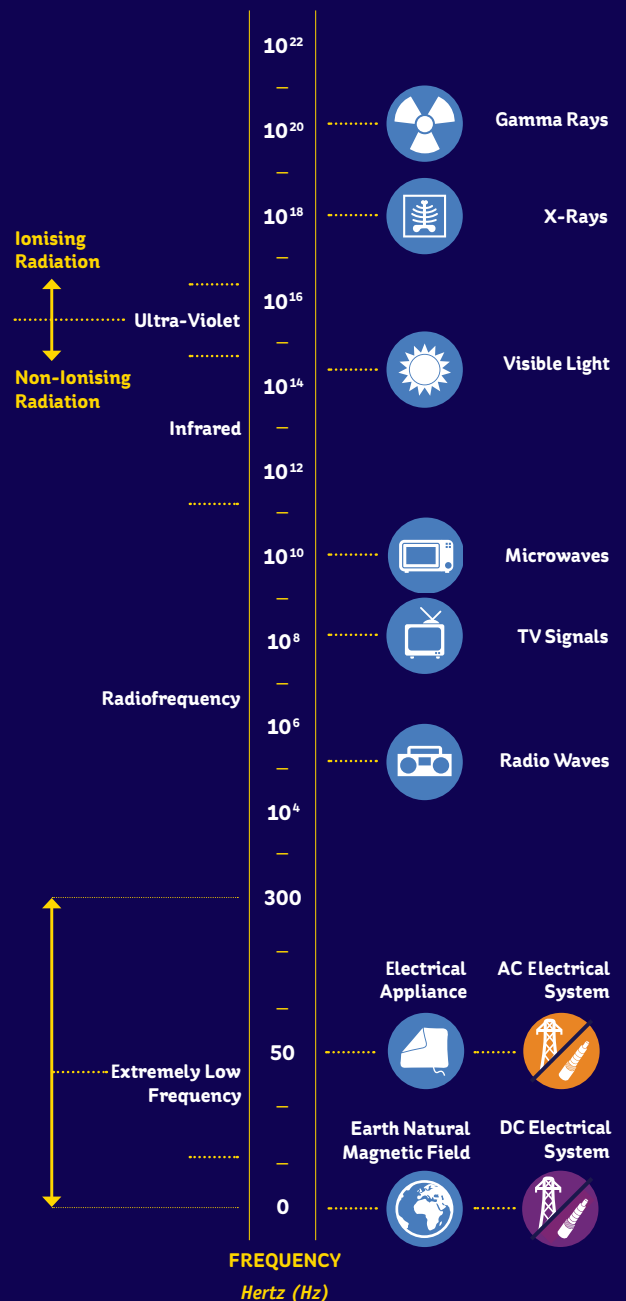 10²²
10²⁰
Gamma Rays
10¹⁸
X-Rays
Ionising
Radiation
10¹⁶
Ultra-Violet
Visible Light
Non-Ionising
Radiation
10¹⁴
Infrared
10¹²
10¹⁰
Microwaves
10⁸
TV Signals
Radiofrequency
10⁶
Radio Waves
10⁴
300
Electrical
Appliance
AC Electrical
System
50
Extremely Low
Frequency
Earth Natural
Magnetic Field
DC Electrical
System
0
FREQUENCY
Hertz (Hz)